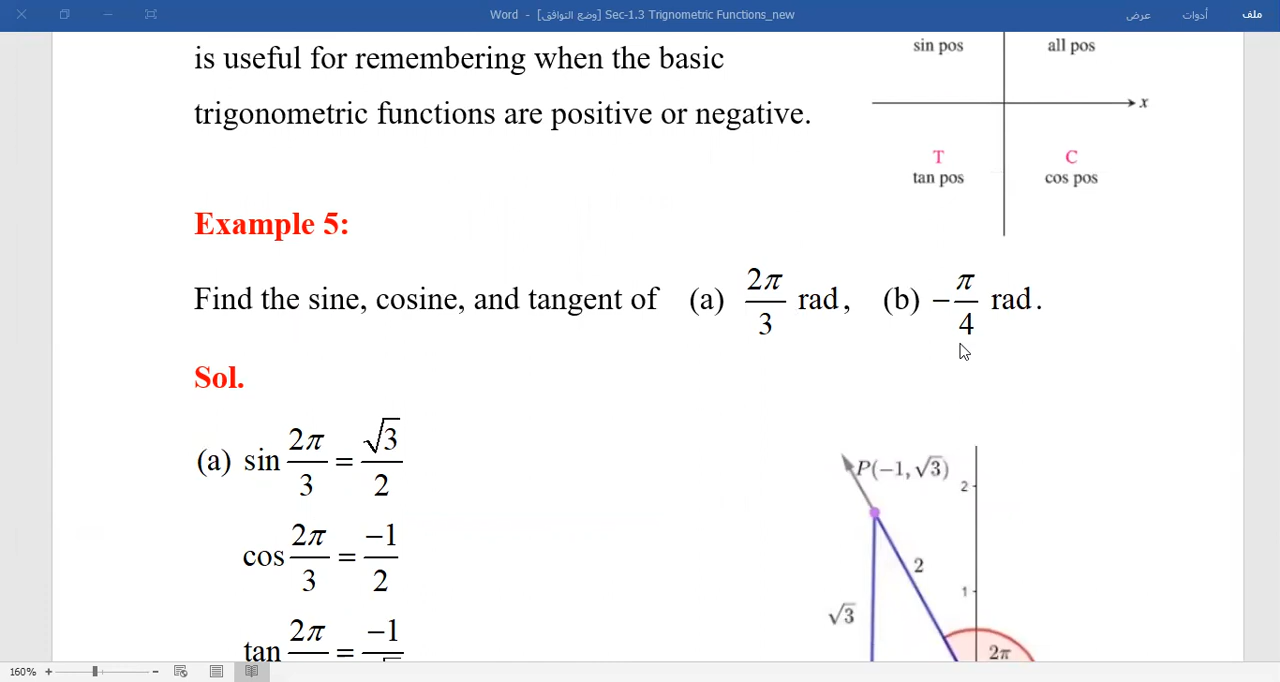 Word - [وضع التوافق] Sec-1.3 Trignometric Functions_new
عرض أدوات ملف
is useful for remembering when the basic
trigonometric functions are positive or negative.
sin pos all pos
x
T C
tan pos cos pos
Example 5:
Find the sine, cosine, and tangent of (a) 2π/3 rad, (b) −π/4 rad.
Sol.
(a) sin 2π/3 = √3/2
cos 2π/3 = −1/2
tan 2π/ = −1/
P(−1, √3)
2
2
1
√3
2π
160%